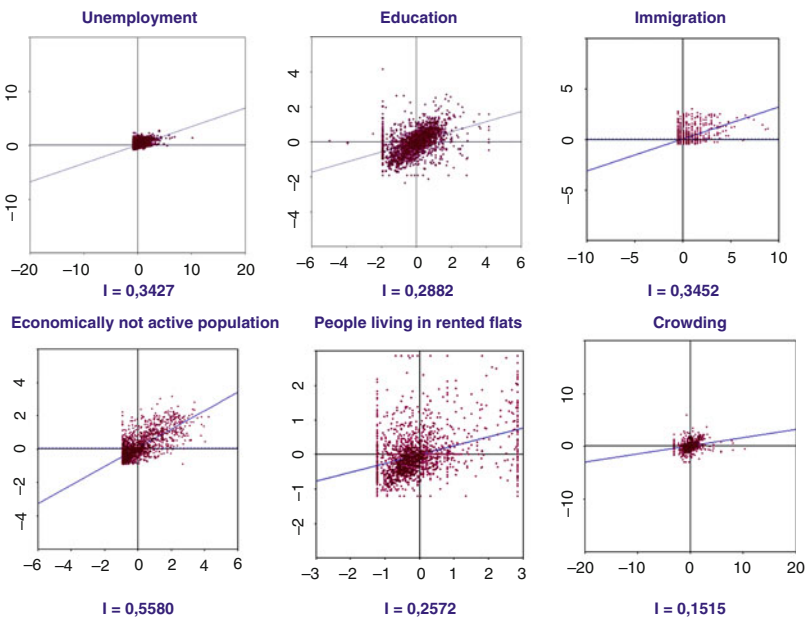 Unemployment
Education
Immigration
10
0
−10
−20 −10 0 10 20
I = 0,3427
4
2
0
−2
−4
−6 −4 −2 0 2 4 6
I = 0,2882
5
0
−5
−10 −5 0 5 10
I = 0,3452
Economically not active population
People living in rented flats
Crowding
4
2
0
−2
−4
−6 −4 −2 0 2 4 6
I = 0,5580
2
1
0
−1
−2
−3 −2 −1 0 1 2 3
I = 0,2572
10
0
−10
−20 −10 0 10 20
I = 0,1515